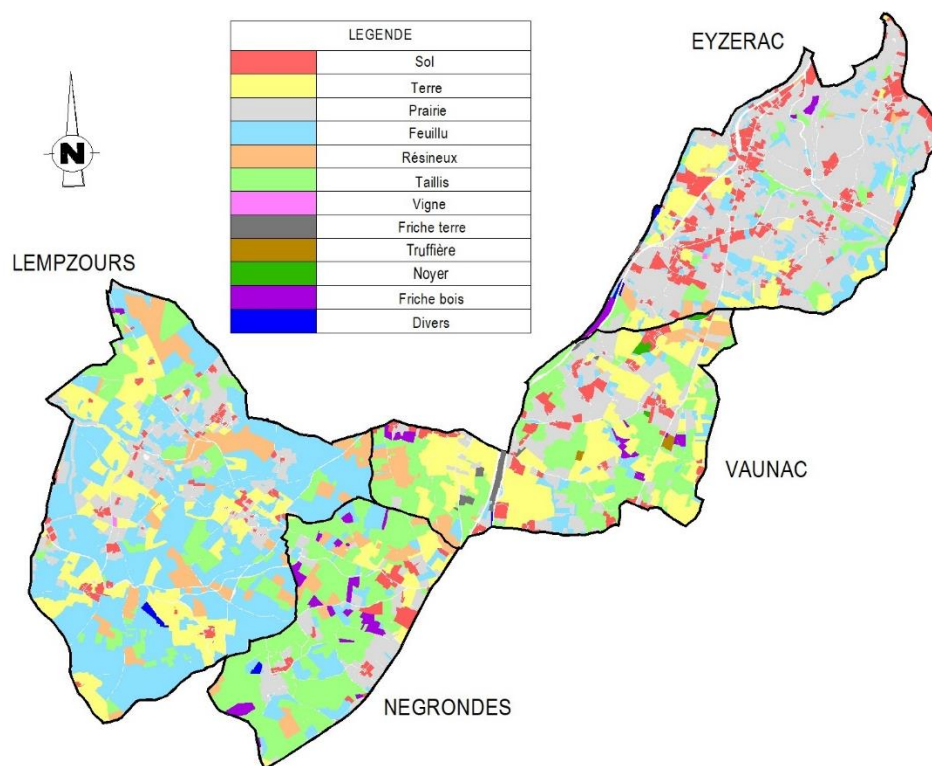 LEGENDE
Sol
Terre
Prairie
Feuillu
Résineux
Taillis
Vigne
Friche terre
Truffière
Noyer
Friche bois
Divers
EYZERAC
N
LEMPZOURS
VAUNAC
NEGRONDES